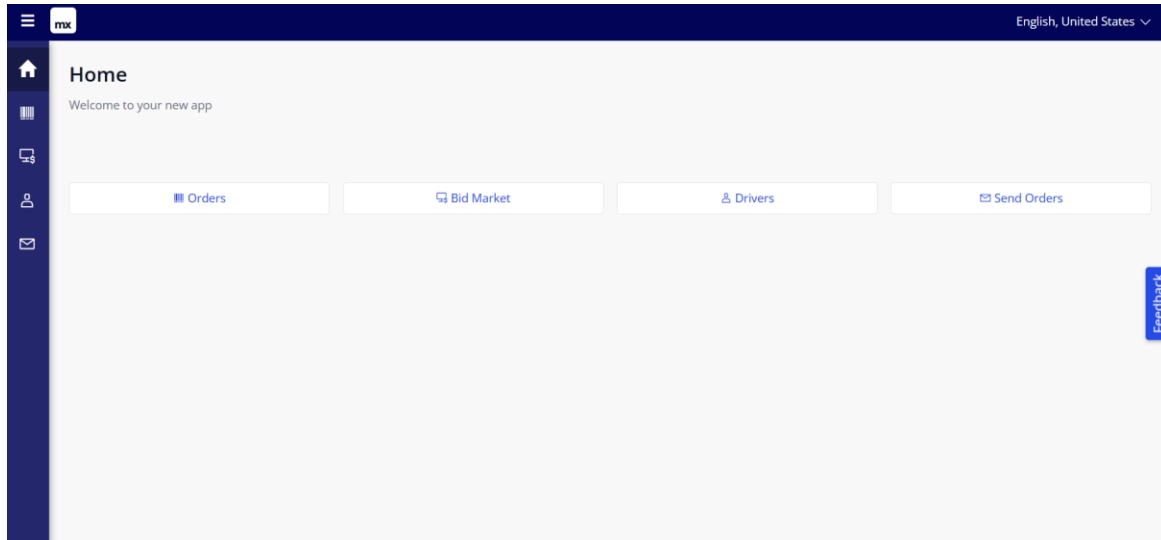 mx
English, United States
Home
Welcome to your new app
Orders
Bid Market
Drivers
Send Orders
Feedback